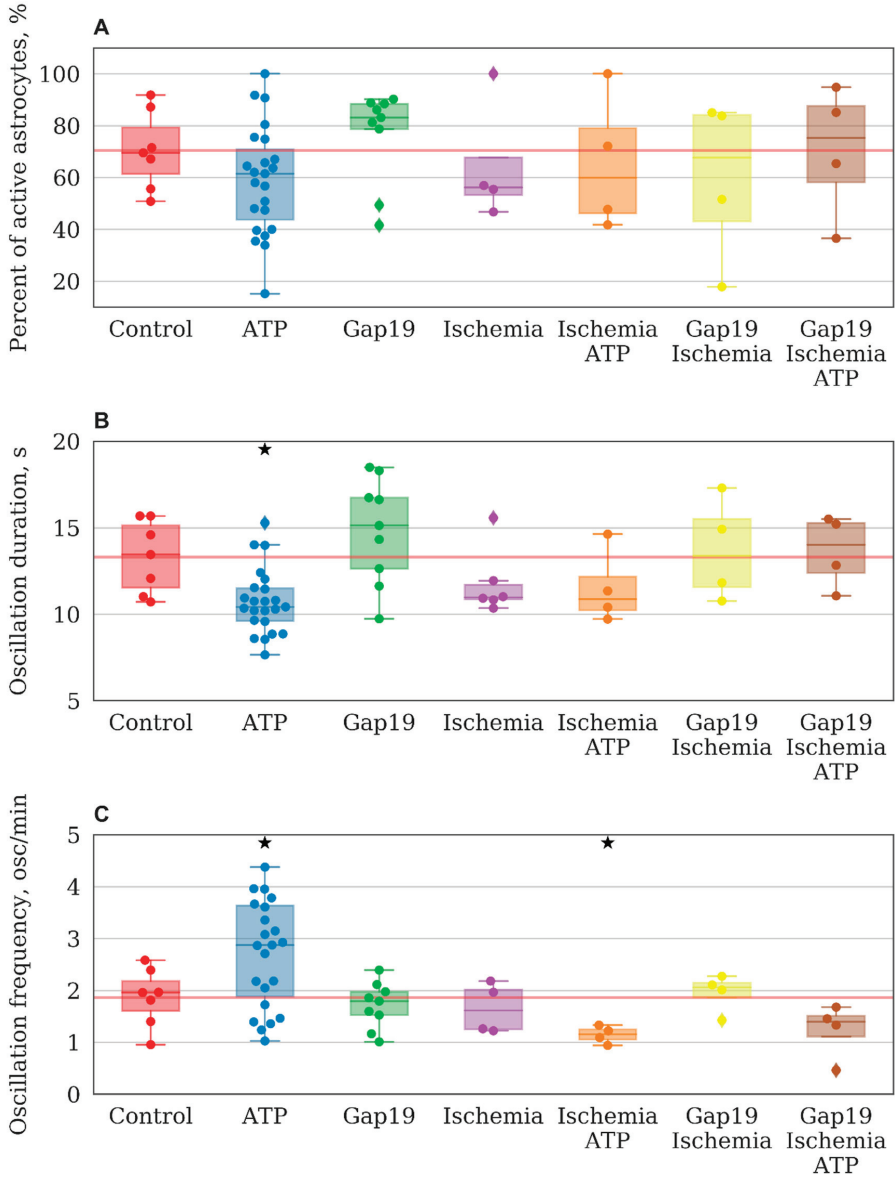 A
Percent of active astrocytes, %
100
80
60
40
20
Control ATP Gap19 Ischemia Ischemia Gap19 Gap19
ATP Ischemia Ischemia
ATP
B
Oscillation duration, s
20
15
10
5
Control ATP Gap19 Ischemia Ischemia Gap19 Gap19
ATP Ischemia Ischemia
ATP
C
Oscillation frequency, osc/min
5
4
3
2
1
0
Control ATP Gap19 Ischemia Ischemia Gap19 Gap19
ATP Ischemia Ischemia
ATP